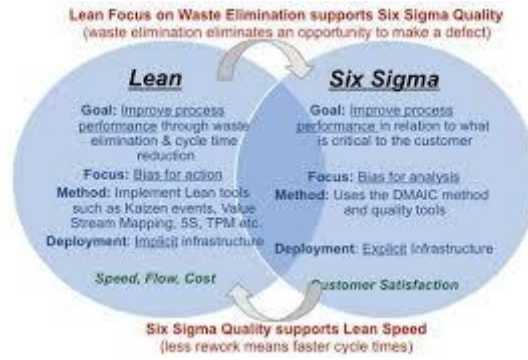 Lean Focus on Waste Elimination supports Six Sigma Quality
(waste elimination eliminates an opportunity to make a defect)
Lean
Goal: Improve process
performance through waste
elimination & cycle time
reduction
Focus: Bias for action
Method: Implement Lean tools
such as Kaizen events, Value
Stream Mapping, 5S, TPM etc.
Deployment: Implicit infrastructure
Speed, Flow, Cost
Six Sigma
Goal: Improve process
performance in relation to what
is critical to the customer
Focus: Bias for analysis
Method: Uses the DMAIC method
and quality tools
Deployment: Explicit Infrastructure
Customer Satisfaction
Six Sigma Quality supports Lean Speed
(less rework means faster cycle times)